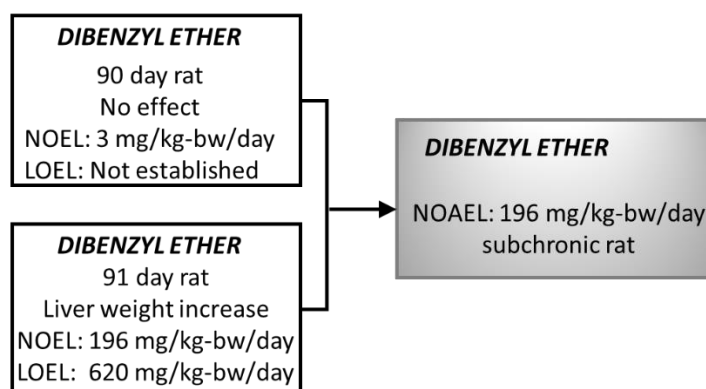 DIBENZYL ETHER
90 day rat
No effect
NOEL: 3 mg/kg-bw/day
LOEL: Not established
DIBENZYL ETHER
91 day rat
Liver weight increase
NOEL: 196 mg/kg-bw/day
LOEL: 620 mg/kg-bw/day
DIBENZYL ETHER
NOAEL: 196 mg/kg-bw/day
subchronic rat